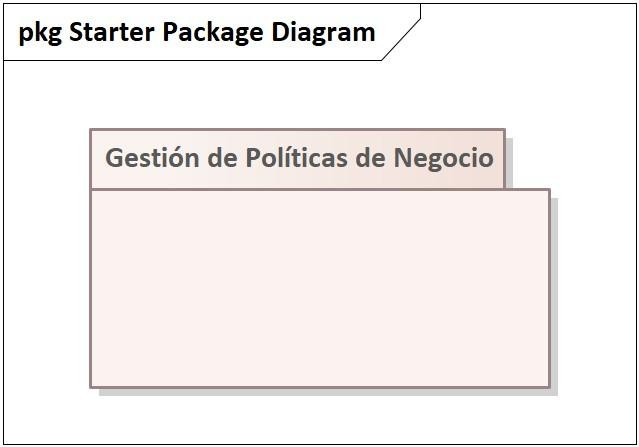 pkg Starter Package Diagram
Gestión de Políticas de Negocio